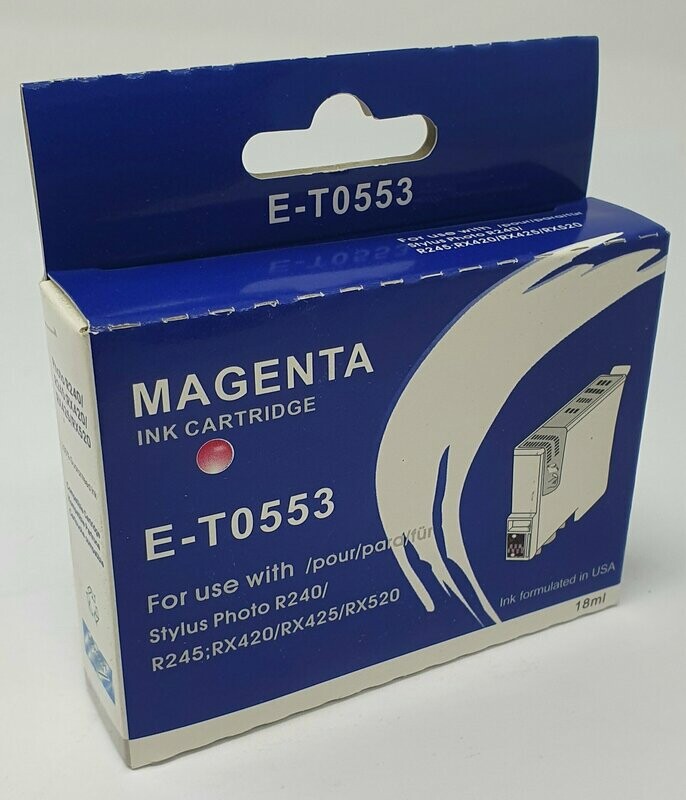 E-T0553
For use with /pour/para/für
Stylus Photo R240/
R245;RX420/RX425/RX520
MAGENTA
INK CARTRIDGE
E-T0553
For use with /pour/para/für
Stylus Photo R240/
R245;RX420/RX425/RX520
Ink formulated in USA
18ml